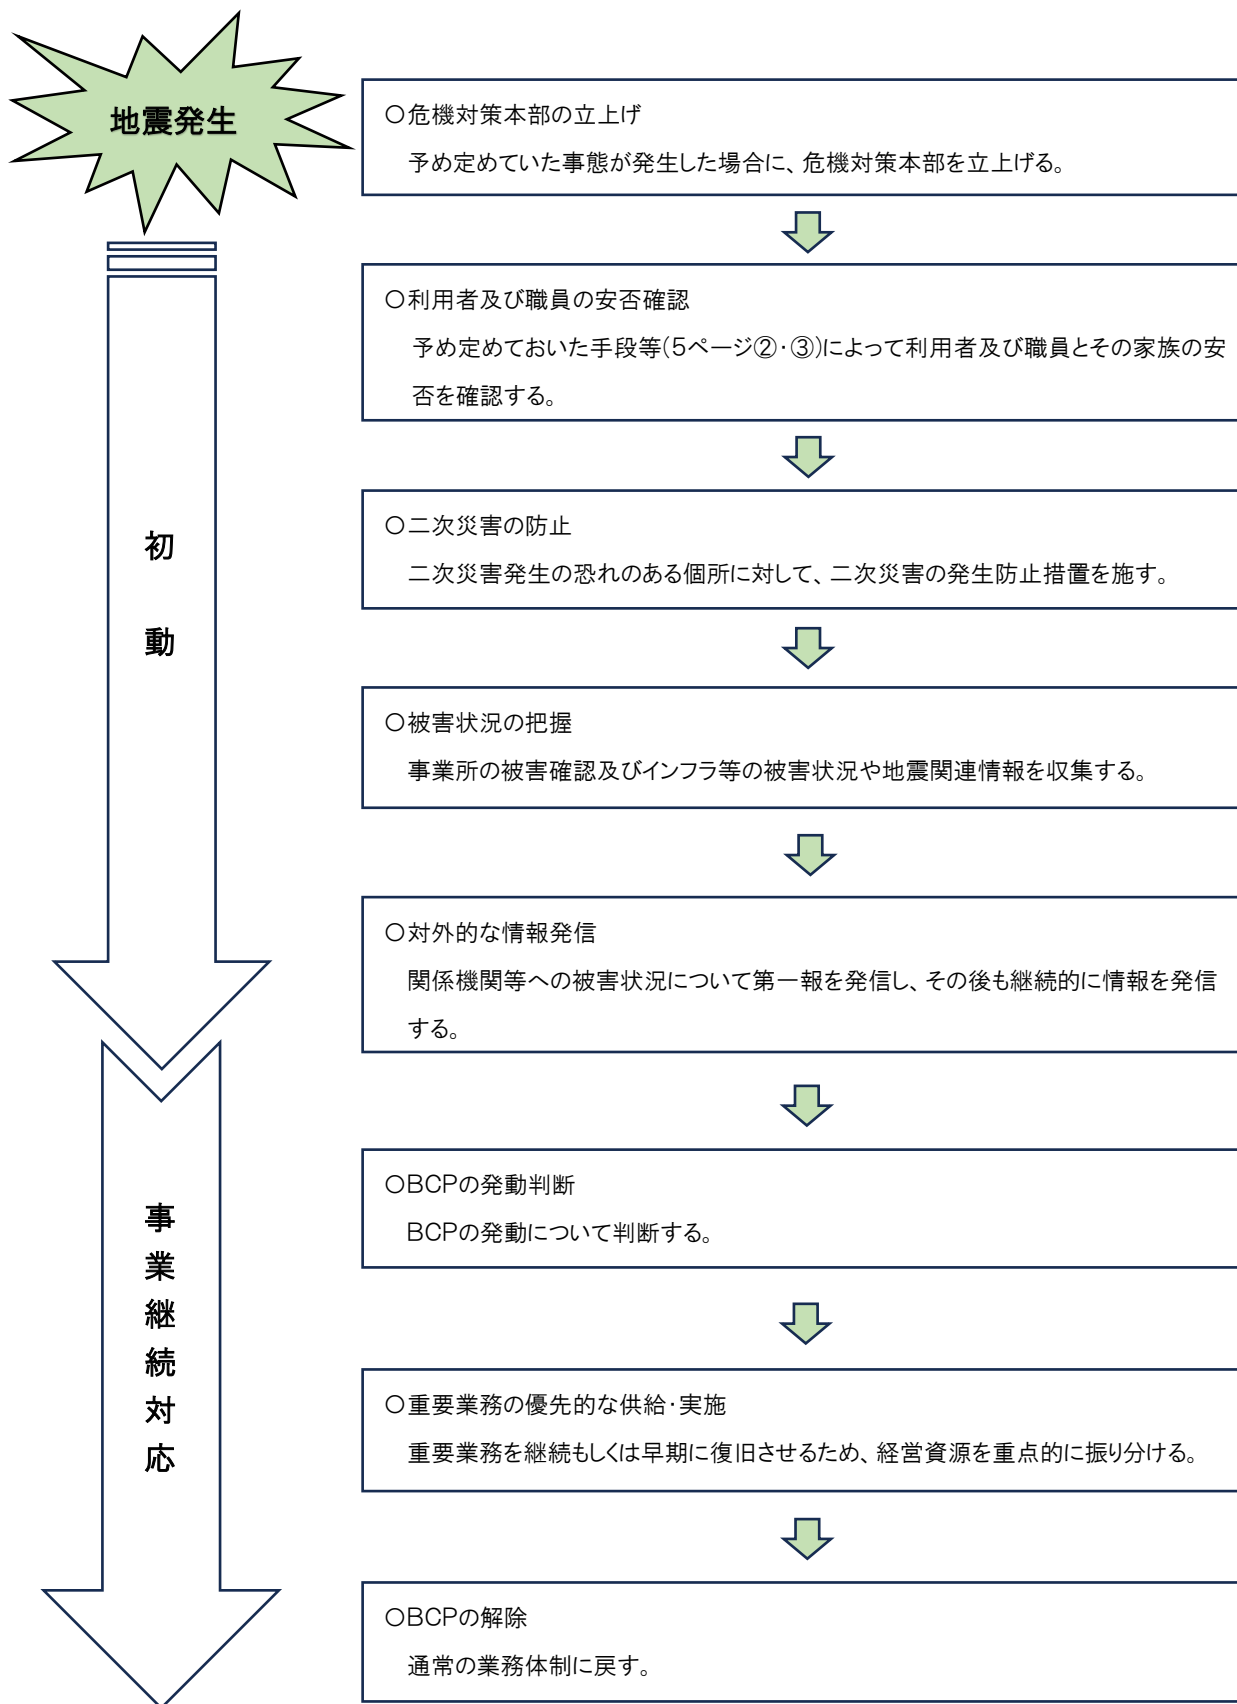 地震発生
〇危機対策本部の立上げ
予め定めていた事態が発生した場合に、危機対策本部を立上げる。
〇利用者及び職員の安否確認
予め定めておいた手段等(5ページ②・③)によって利用者及び職員とその家族の安
否を確認する。
〇二次災害の防止
二次災害発生の恐れのある個所に対して、二次災害の発生防止措置を施す。
初動
〇被害状況の把握
事業所の被害確認及びインフラ等の被害状況や地震関連情報を収集する。
〇対外的な情報発信
関係機関等への被害状況について第一報を発信し、その後も継続的に情報を発信
する。
〇BCPの発動判断
BCPの発動について判断する。
事業継続対応
〇重要業務の優先的な供給・実施
重要業務を継続もしくは早期に復旧させるため、経営資源を重点的に振り分ける。
〇BCPの解除
通常の業務体制に戻す。